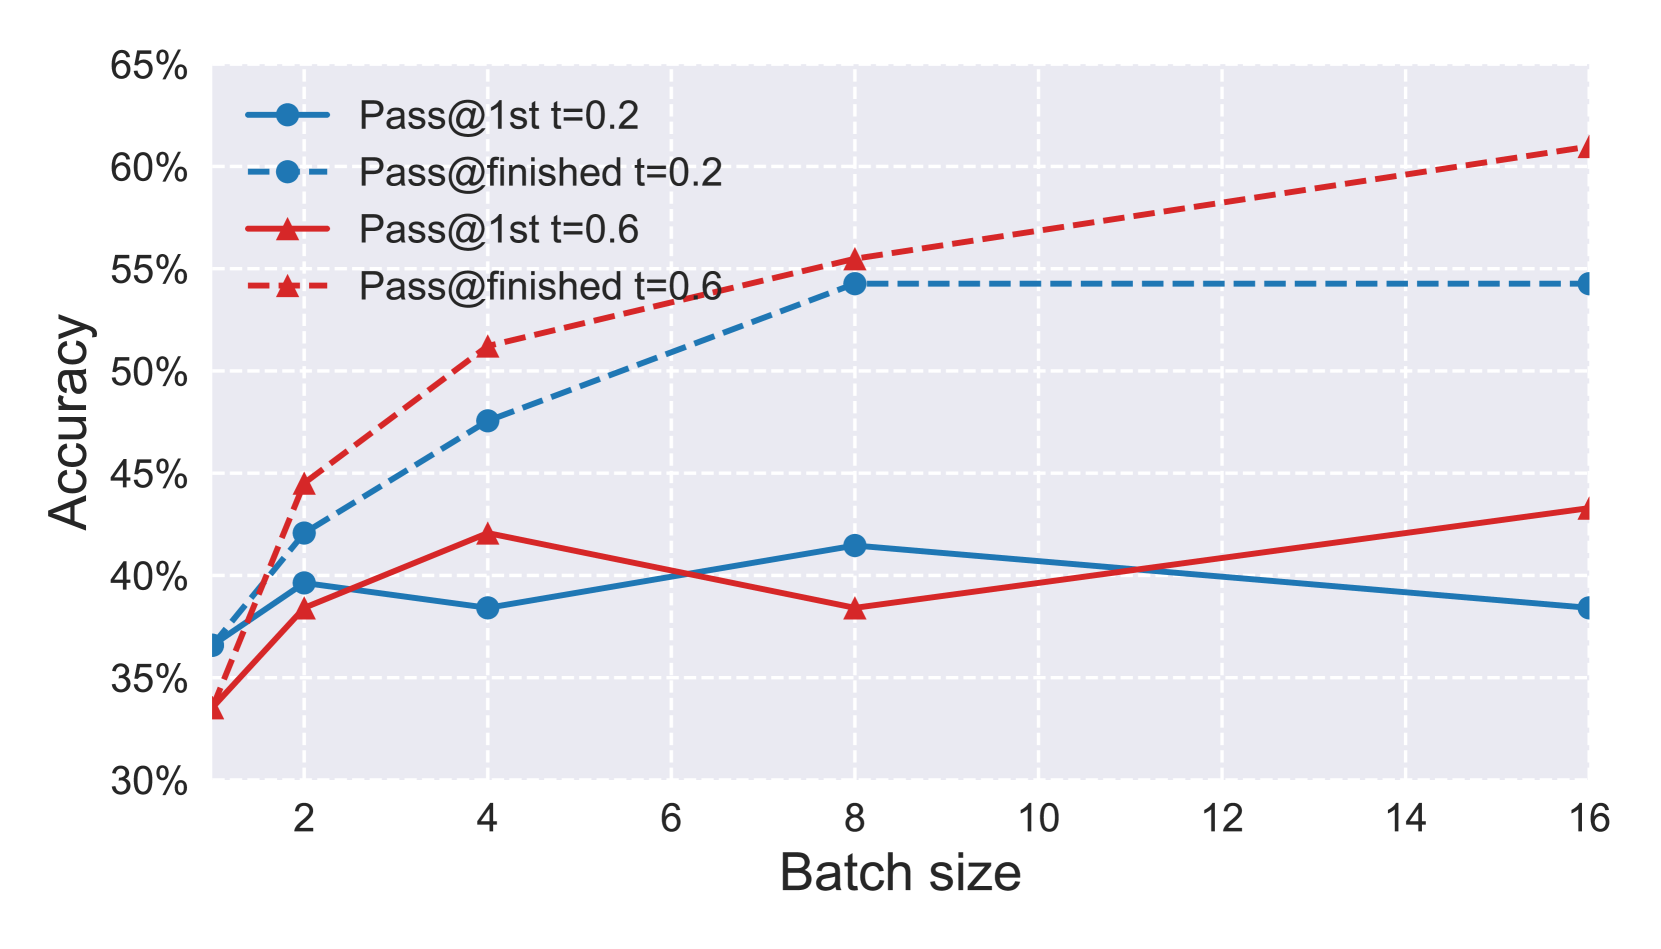 65%
60%
55%
50%
45%
40%
35%
30%
Accuracy
Pass@1st t=0.2
Pass@finished t=0.2
Pass@1st t=0.6
Pass@finished t=0.6
2 4 6 8 10 12 14 16
Batch size